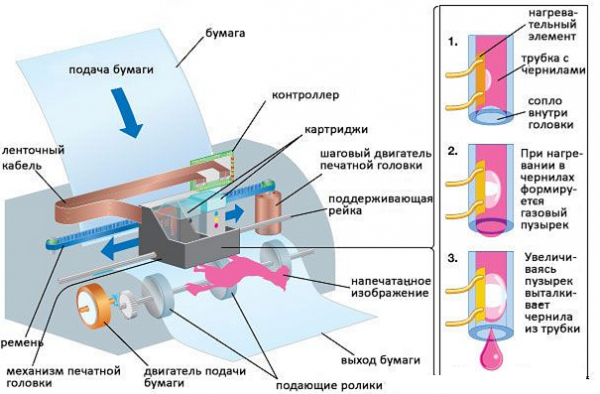 бумага
подача бумаги
контроллер
картриджи
ленточный
кабель
шаговый двигатель
печатной головки
поддерживающая
рейка
напечатанное
изображение
ремень
механизм печатной
головки
двигатель подачи
бумаги
подающие ролики
выход бумаги
1.
нагрева-
тельный
элемент
трубка с
чернилами
сопло
внутри
головки
2.
При нагре-
вании в
чернилах
формиру-
ется
газовый
пузырек
3.
Увеличи-
ваясь
пузырек
выталки-
вает
чернила
из трубки